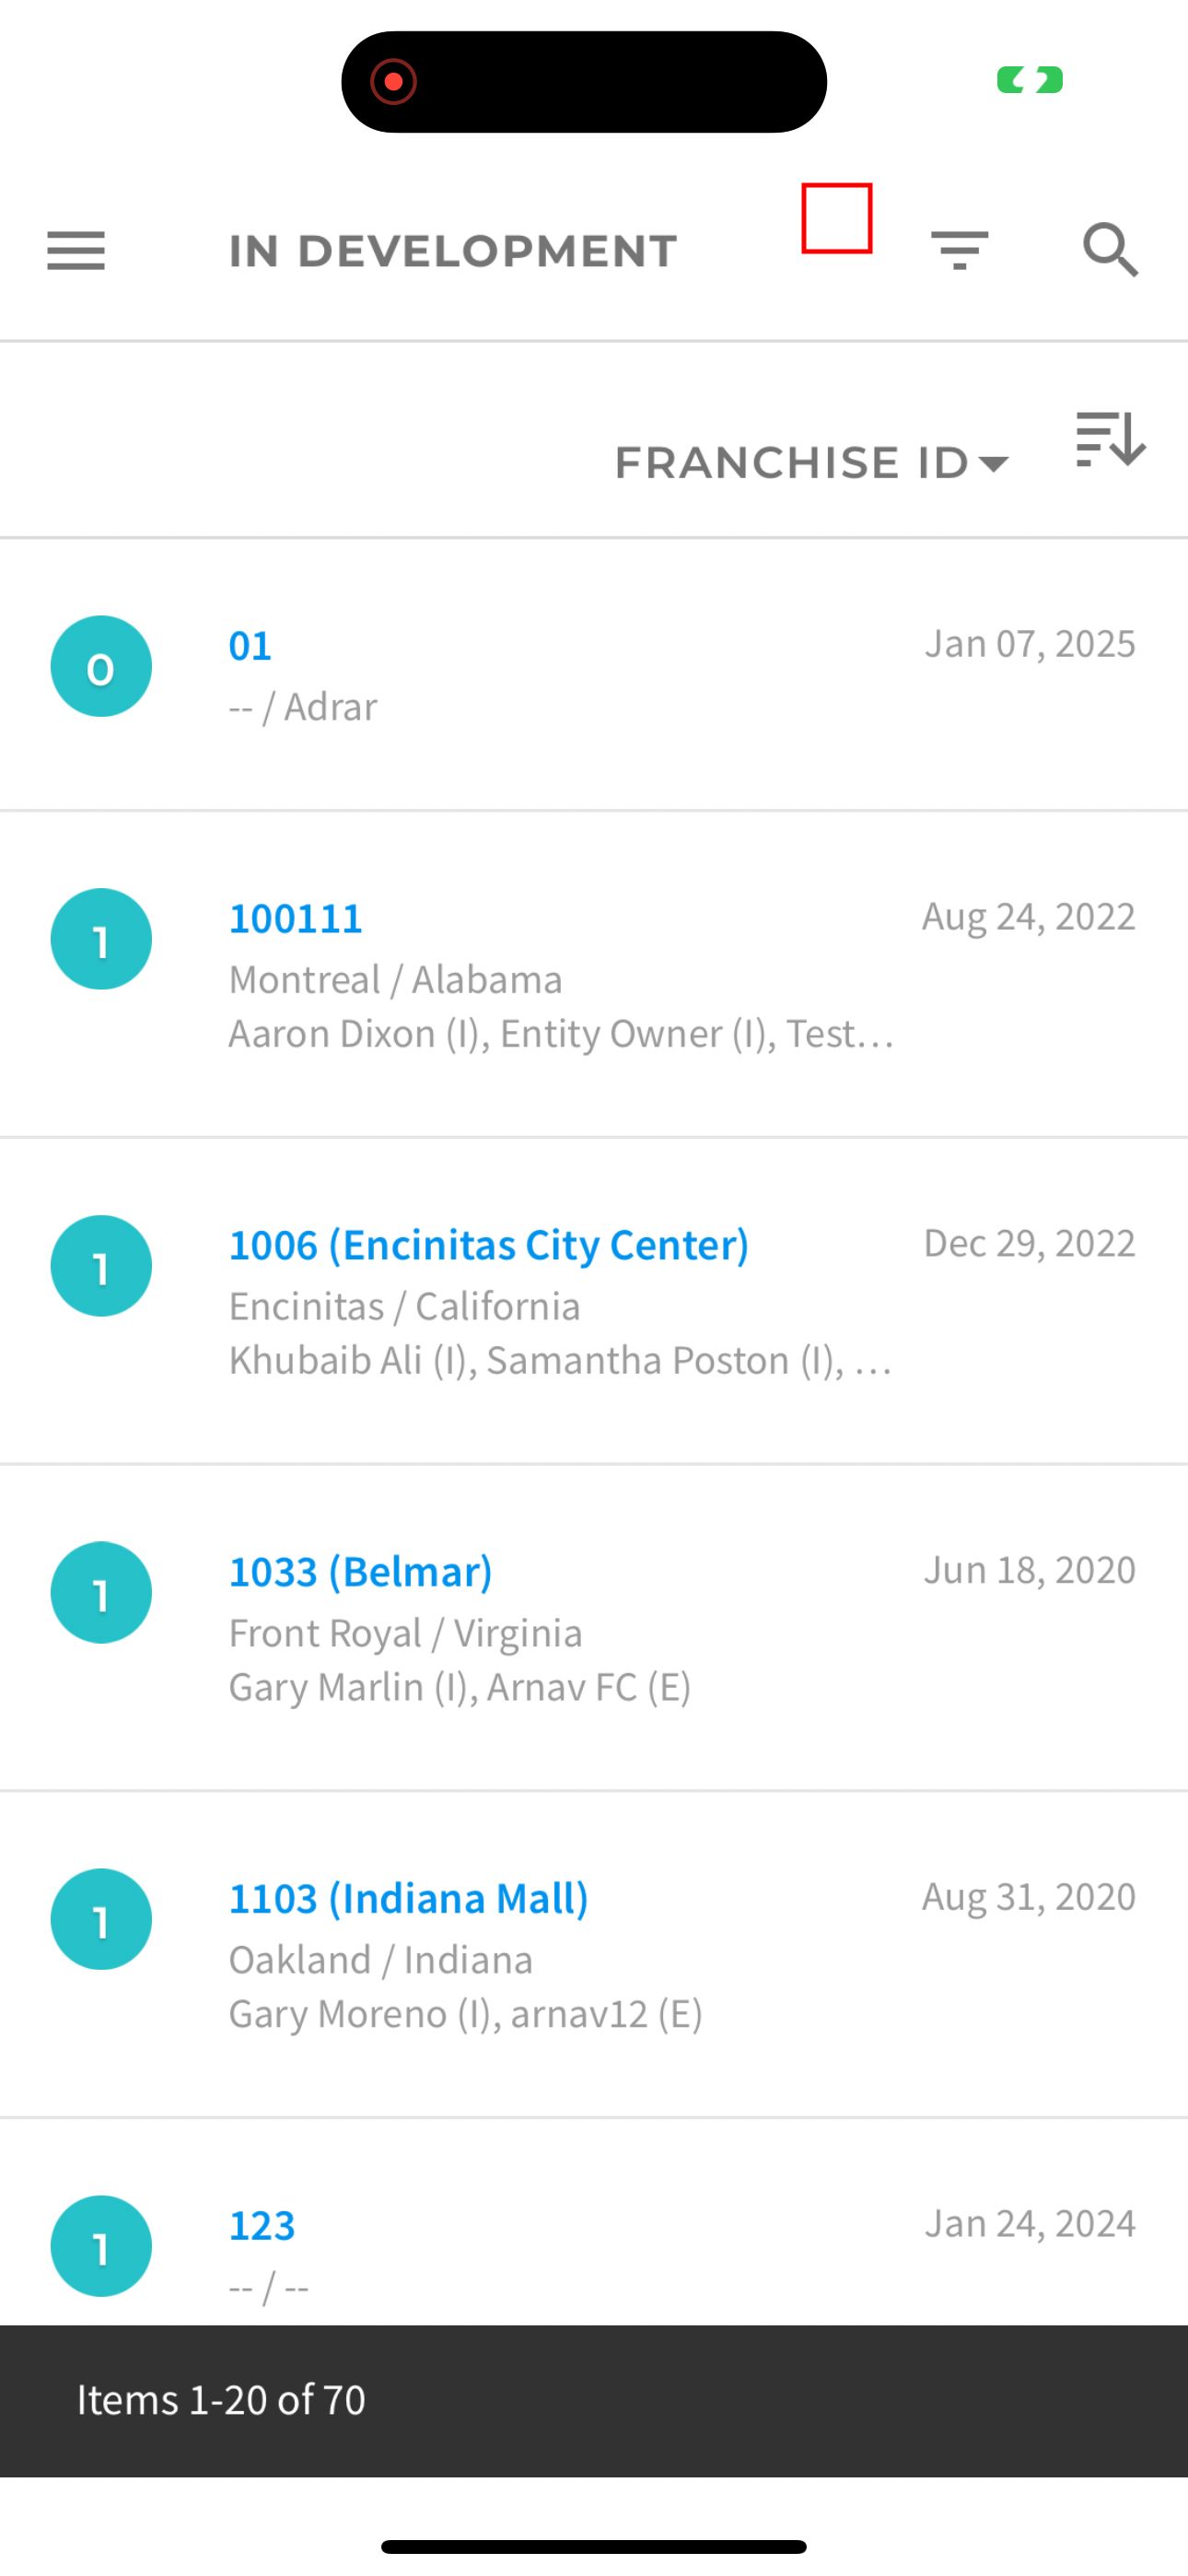 IN DEVELOPMENT
FRANCHISE ID
0
01
Jan 07, 2025
-- / Adrar
1
100111
Aug 24, 2022
Montreal / Alabama
Aaron Dixon (I), Entity Owner (I), Test...
1
1006 (Encinitas City Center)
Dec 29, 2022
Encinitas / California
Khubaib Ali (I), Samantha Poston (I), ...
1
1033 (Belmar)
Jun 18, 2020
Front Royal / Virginia
Gary Marlin (I), Arnav FC (E)
1
1103 (Indiana Mall)
Aug 31, 2020
Oakland / Indiana
Gary Moreno (I), arnav12 (E)
1
123
Jan 24, 2024
-- / --
Items 1-20 of 70